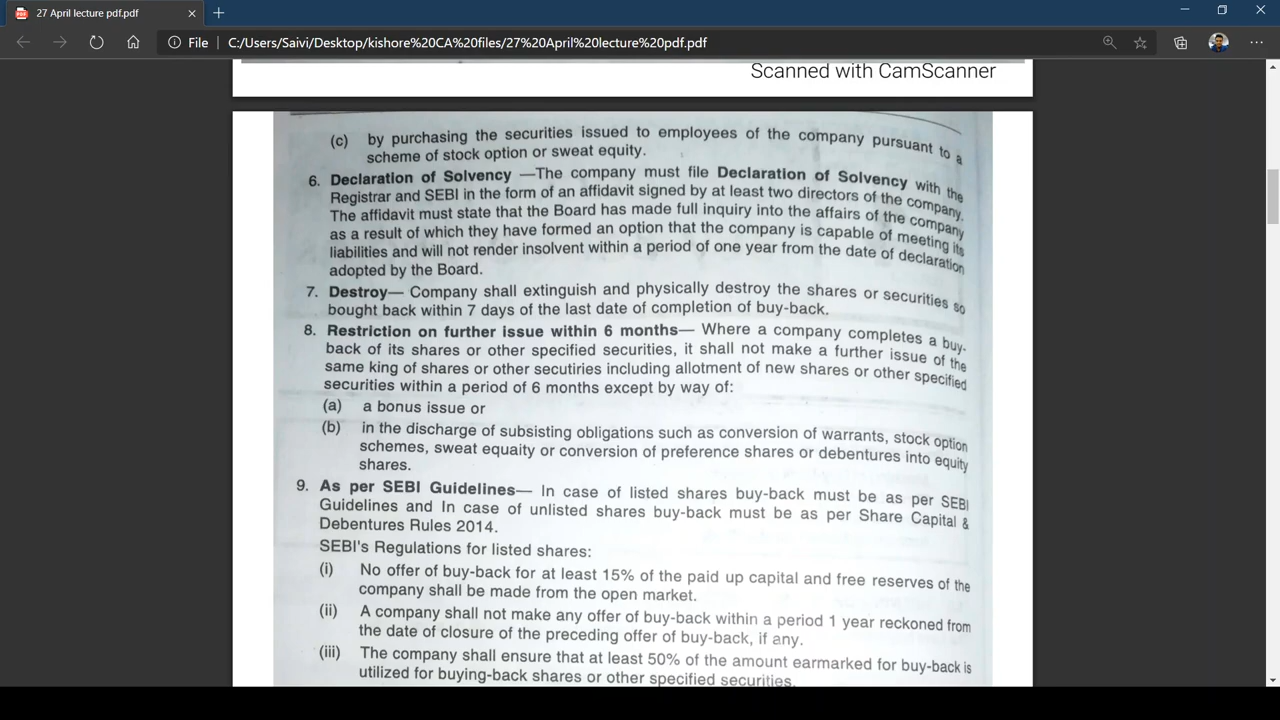 27 April lecture pdf.pdf
File
C:/Users/Saivi/Desktop/kishore%20CA%20files/27%20April%20lecture%20pdf.pdf
Scanned with CamScanner
(c) by purchasing the securities issued to employees of the company pursuant to a
scheme of stock option or sweat equity.
6. Declaration of Solvency —The company must file Declaration of Solvency with the
Registrar and SEBI in the form of an affidavit signed by at least two directors of the company.
The affidavit must state that the Board has made full inquiry into the affairs of the company
as a result of which they have formed an option that the company is capable of meeting its
liabilities and will not render insolvent within a period of one year from the date of declaration
adopted by the Board.
7. Destroy— Company shall extinguish and physically destroy the shares or securities so
bought back within 7 days of the last date of completion of buy-back.
8. Restriction on further issue within 6 months— Where a company completes a buy-
back of its shares or other specified securities, it shall not make a further issue of the
same king of shares or other secutiries including allotment of new shares or other specified
securities within a period of 6 months except by way of:
(a) a bonus issue or
(b) in the discharge of subsisting obligations such as conversion of warrants, stock option
schemes, sweat equaity or conversion of preference shares or debentures into equity
shares.
9. As per SEBI Guidelines— In case of listed shares buy-back must be as per SEBI
Guidelines and In case of unlisted shares buy-back must be as per Share Capital &
Debentures Rules 2014.
SEBI's Regulations for listed shares:
(i) No offer of buy-back for at least 15% of the paid up capital and free reserves of the
company shall be made from the open market.
(ii) A company shall not make any offer of buy-back within a period 1 year reckoned from
the date of closure of the preceding offer of buy-back, if any.
(iii) The company shall ensure that at least 50% of the amount earmarked for buy-back is
utilized for buying-back shares or other specified securities.